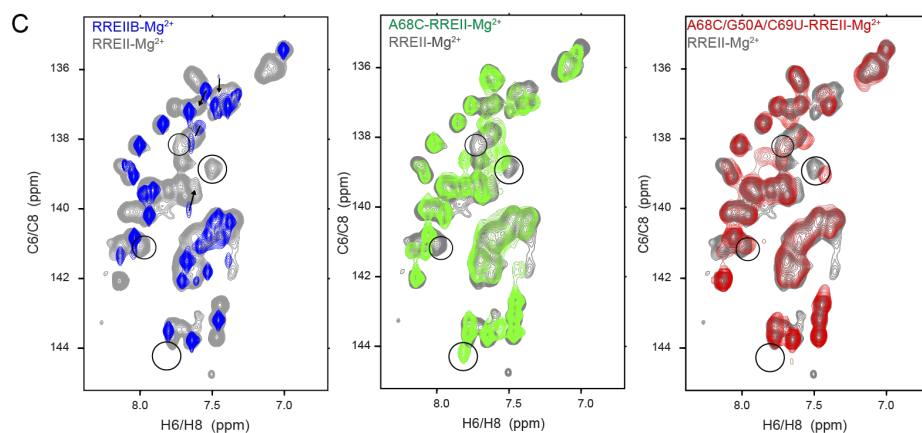 C
RREIIB-Mg²⁺
RREII-Mg²⁺
136
138
140
142
144
C6/C8 (ppm)
8.0 7.5 7.0
H6/H8 (ppm)
A68C-RREII-Mg²⁺
RREII-Mg²⁺
136
138
140
142
144
C6/C8 (ppm)
8.0 7.5 7.0
H6/H8 (ppm)
A68C/G50A/C69U-RREII-Mg²⁺
RREII-Mg²⁺
136
138
140
142
144
C6/C8 (ppm)
8.0 7.5 7.0
H6/H8 (ppm)